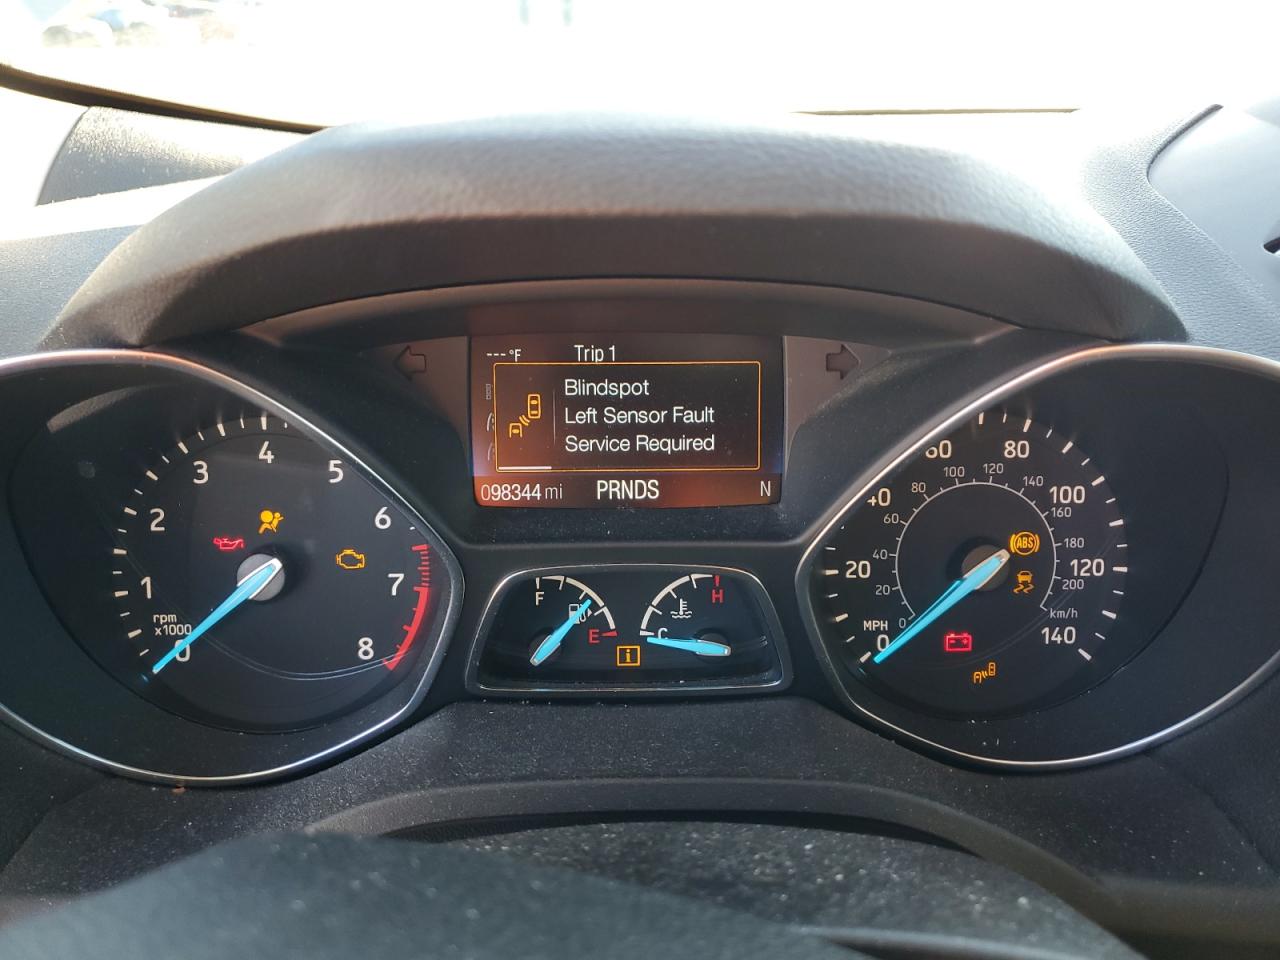 ---°F Trip 1
Blindspot
Left Sensor Fault
Service Required
098344 mi PRNDS N
0 1 2 3 4 5 6 7 8
rpm
x1000
F E
C H
0 20 60 80 100 120 140
MPH
0 20 40 60 80 100 120 140 160 180 200
km/h
ABS
i